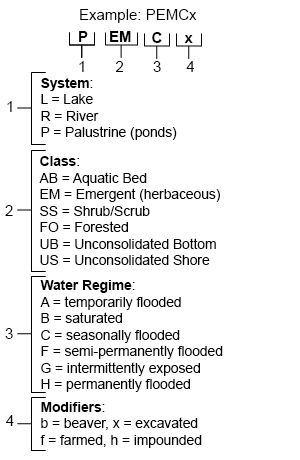 Example: PEMCx
P EM C x
1 2 3 4
1
System:
L = Lake
R = River
P = Palustrine (ponds)
2
Class:
AB = Aquatic Bed
EM = Emergent (herbaceous)
SS = Shrub/Scrub
FO = Forested
UB = Unconsolidated Bottom
US = Unconsolidated Shore
3
Water Regime:
A = temporarily flooded
B = saturated
C = seasonally flooded
F = semi-permanently flooded
G = intermittently exposed
H = permanently flooded
4
Modifiers:
b = beaver, x = excavated
f = farmed, h = impounded